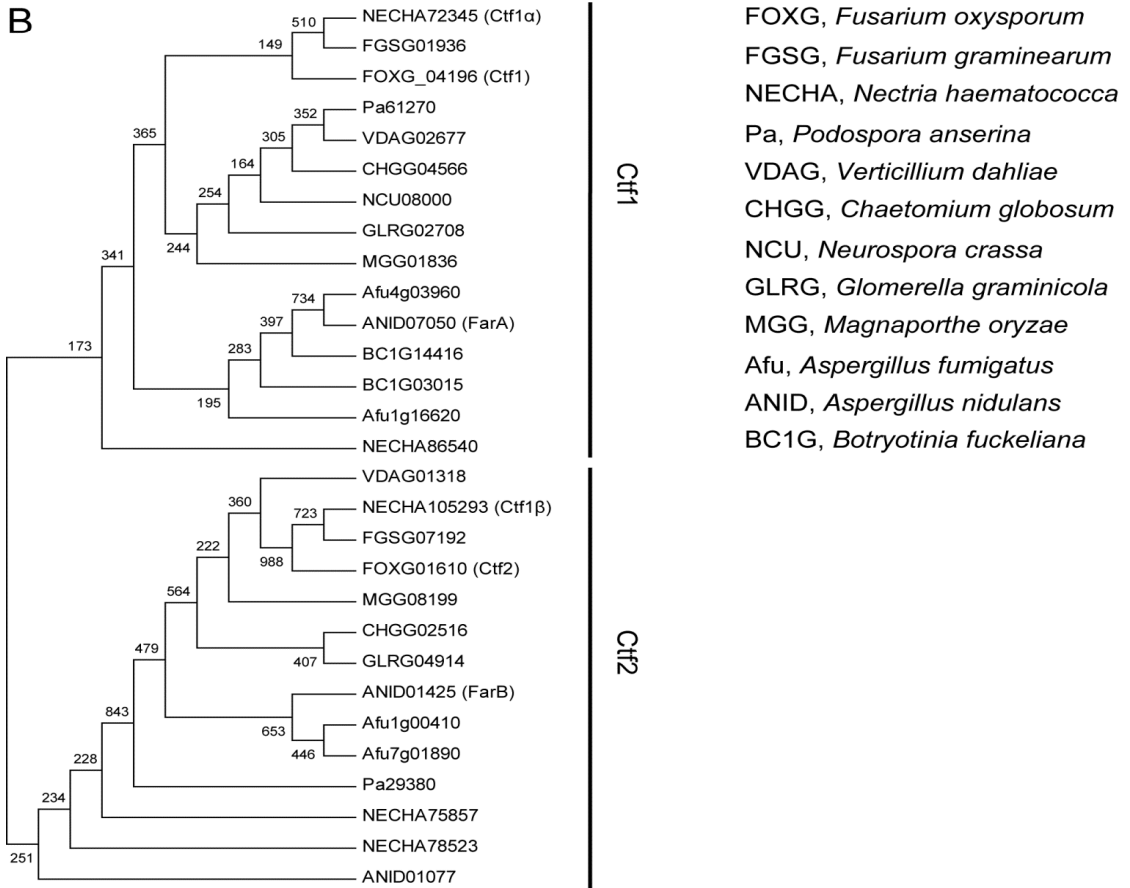 B
510
NECHA72345 (Ctf1α)
149
FGSG01936
FOXG_04196 (Ctf1)
352
Pa61270
365
305
VDAG02677
164
CHGG04566
254
NCU08000
244
GLRG02708
341
MGG01836
734
Afu4g03960
397
ANID07050 (FarA)
283
BC1G14416
173
BC1G03015
195
Afu1g16620
NECHA86540
Ctf1
VDAG01318
360
723
NECHA105293 (Ctf1β)
222
FGSG07192
988
FOXG01610 (Ctf2)
564
MGG08199
CHGG02516
479
407
GLRG04914
ANID01425 (FarB)
843
653
Afu1g00410
446
Afu7g01890
228
Pa29380
234
NECHA75857
NECHA78523
251
ANID01077
Ctf2
FOXG, Fusarium oxysporum
FGSG, Fusarium graminearum
NECHA, Nectria haematococca
Pa, Podospora anserina
VDAG, Verticillium dahliae
CHGG, Chaetomium globosum
NCU, Neurospora crassa
GLRG, Glomerella graminicola
MGG, Magnaporthe oryzae
Afu, Aspergillus fumigatus
ANID, Aspergillus nidulans
BC1G, Botryotinia fuckeliana